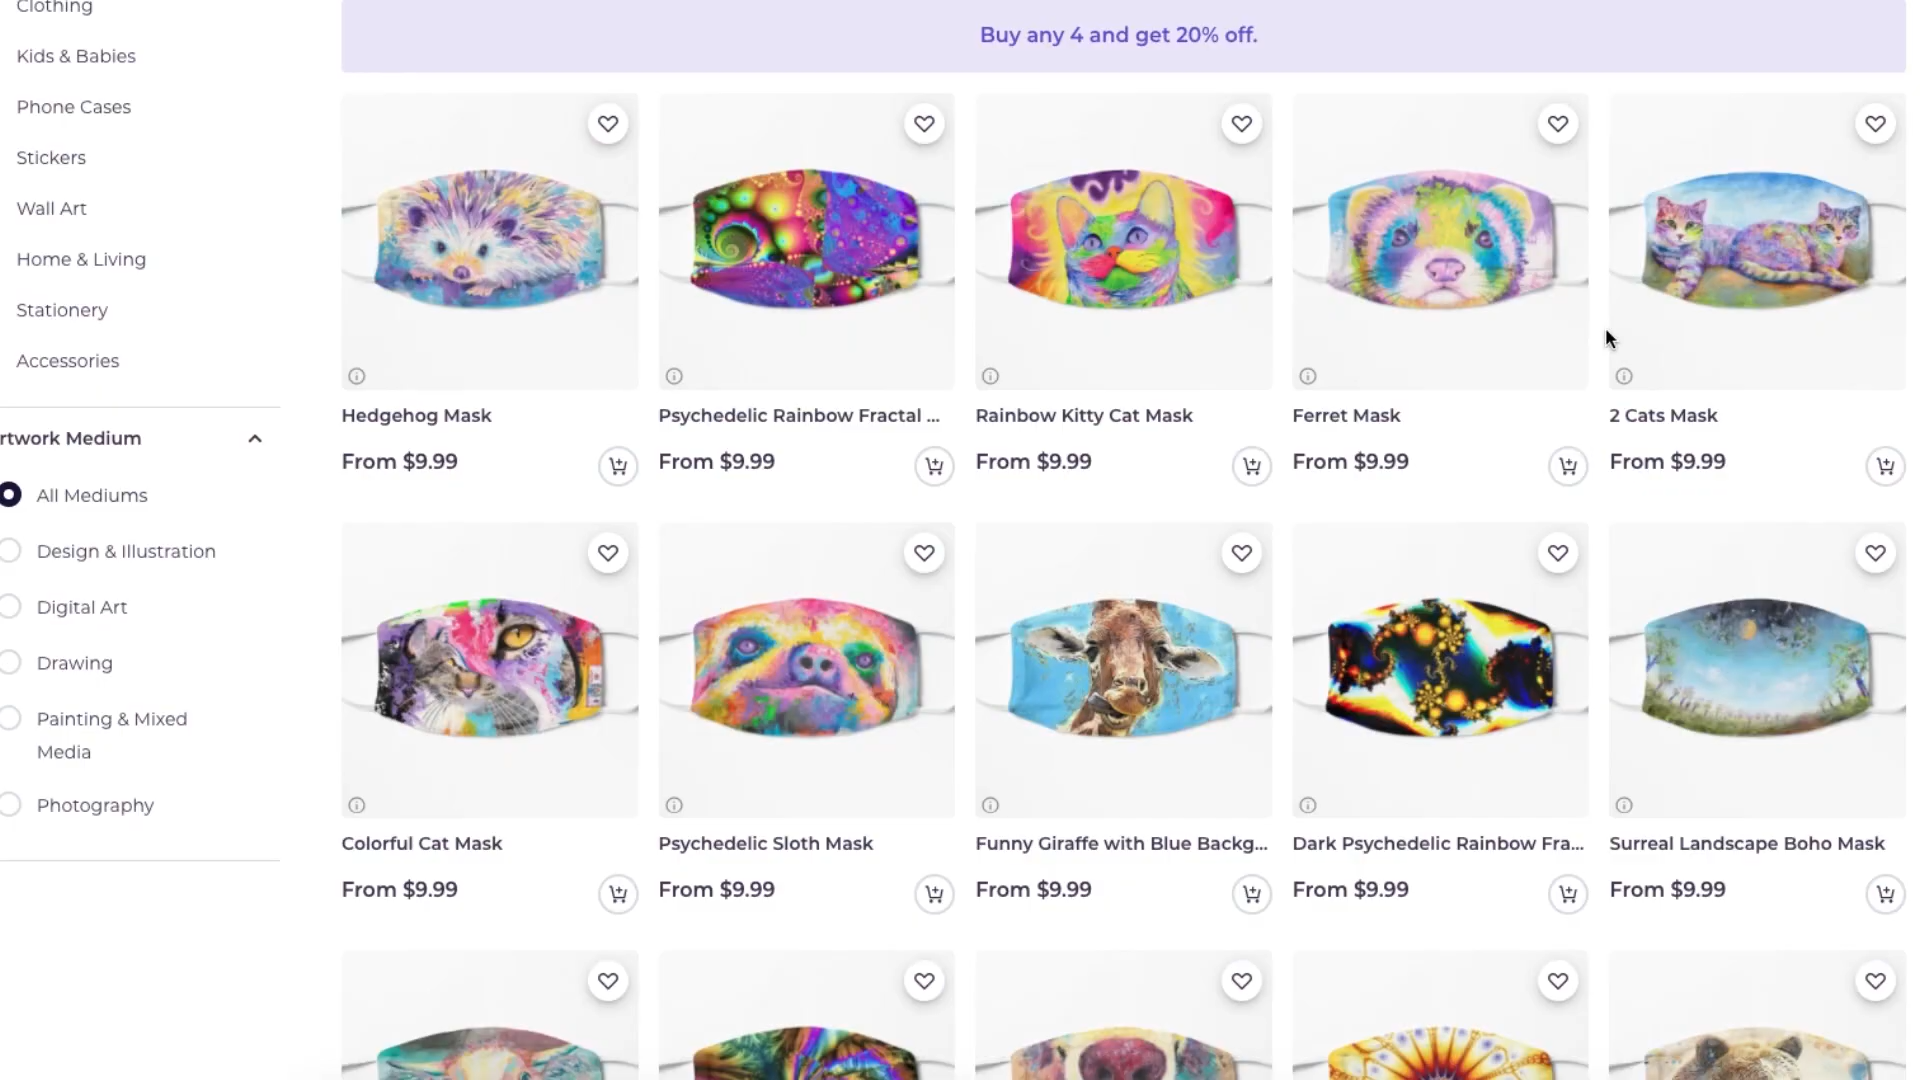 Clothing
Kids & Babies
Phone Cases
Stickers
Wall Art
Home & Living
Stationery
Accessories
rtwork Medium
All Mediums
Design & Illustration
Digital Art
Drawing
Painting & Mixed
Media
Photography
Buy any 4 and get 20% off.
Hedgehog Mask
From $9.99
Psychedelic Rainbow Fractal ...
From $9.99
Rainbow Kitty Cat Mask
From $9.99
Ferret Mask
From $9.99
2 Cats Mask
From $9.99
Colorful Cat Mask
From $9.99
Psychedelic Sloth Mask
From $9.99
Funny Giraffe with Blue Backg...
From $9.99
Dark Psychedelic Rainbow Fra...
From $9.99
Surreal Landscape Boho Mask
From $9.99